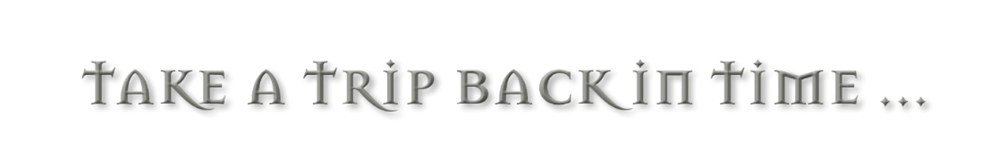 TAKE A TRiP BACK iN TiME ...